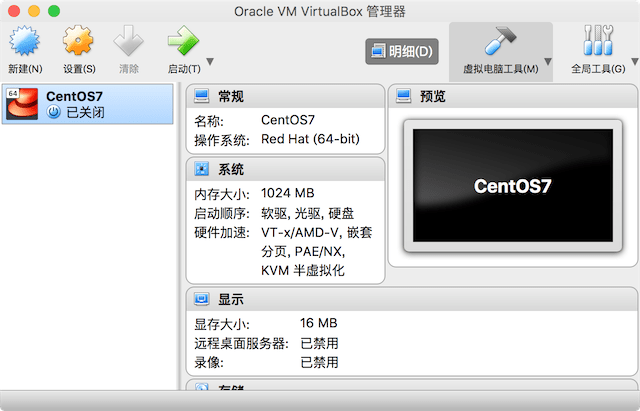 Oracle VM VirtualBox 管理器
新建(N)
设置(S)
清除
启动(T)
明细(D)
虚拟电脑工具(M)
全局工具(G)
64
CentOS7
已关闭
常规
名称: CentOS7
操作系统: Red Hat (64-bit)
系统
内存大小: 1024 MB
启动顺序: 软驱, 光驱, 硬盘
硬件加速: VT-x/AMD-V, 嵌套
分页, PAE/NX,
KVM 半虚拟化
预览
CentOS7
显示
显存大小: 16 MB
远程桌面服务器: 已禁用
录像: 已禁用